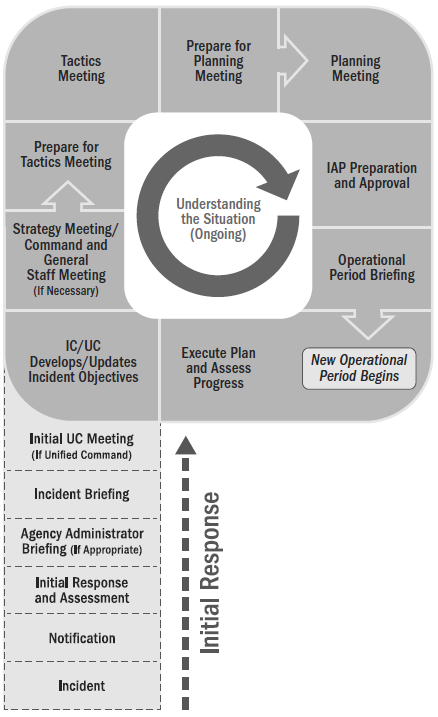 Tactics
Meeting
Prepare for
Planning
Meeting
Planning
Meeting
Prepare for
Tactics Meeting
Understanding
the Situation
(Ongoing)
IAP Preparation
and Approval
Strategy Meeting/
Command and
General
Staff Meeting
(If Necessary)
Operational
Period Briefing
IC/UC
Develops/Updates
Incident Objectives
Execute Plan
and Assess
Progress
New Operational
Period Begins
Initial UC Meeting
(If Unified Command)
Incident Briefing
Agency Administrator
Briefing (If Appropriate)
Initial Response
and Assessment
Notification
Incident
Initial Response